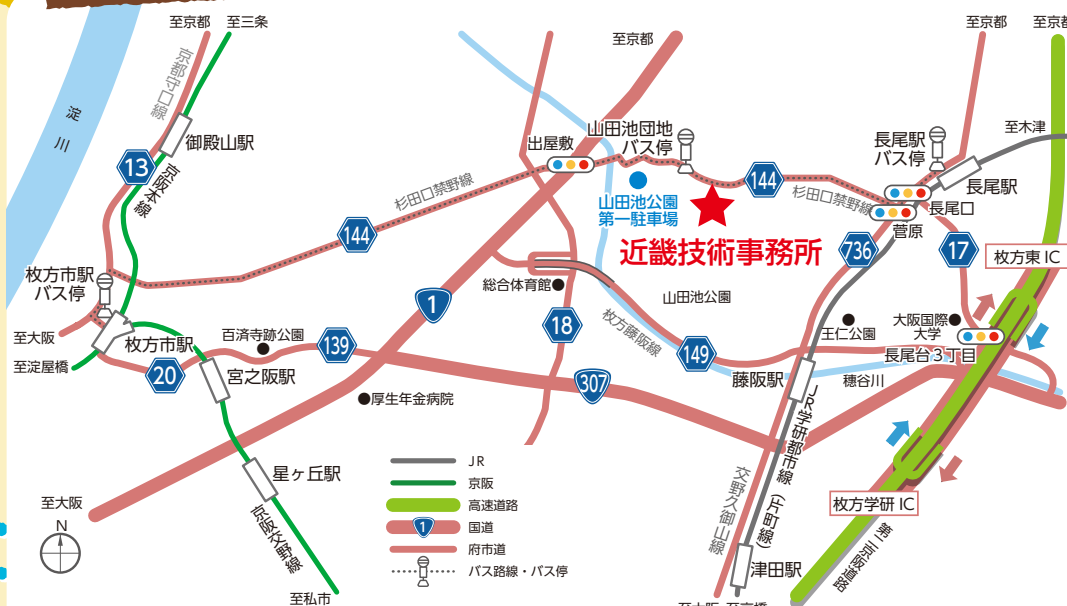 至京都
至三条
至京都
至京都
至京都
京都守口線
淀川
御殿山駅
13
京阪本線
出屋敷
山田池団地
バス停
長尾駅
バス停
至木津
長尾駅
杉田口禁野線
144
山田池公園
第一駐車場
144
杉田口禁野線
長尾口
菅原
近畿技術事務所
736
17
枚方東 IC
枚方市駅
バス停
総合体育館
山田池公園
1
18
枚方藤阪線
149
王仁公園
大阪国際
大学
長尾台3丁目
至大阪
至淀屋橋
枚方市駅
百済寺跡公園
139
20
宮之阪駅
307
藤阪駅
穂谷川
厚生年金病院
星ヶ丘駅
JR学研都市線(片町線)
交野久御山線
枚方学研 IC
第二京阪道路
至大阪
N
京阪交野線
至私市
津田駅
JR
京阪
高速道路
1
国道
府市道
バス路線・バス停